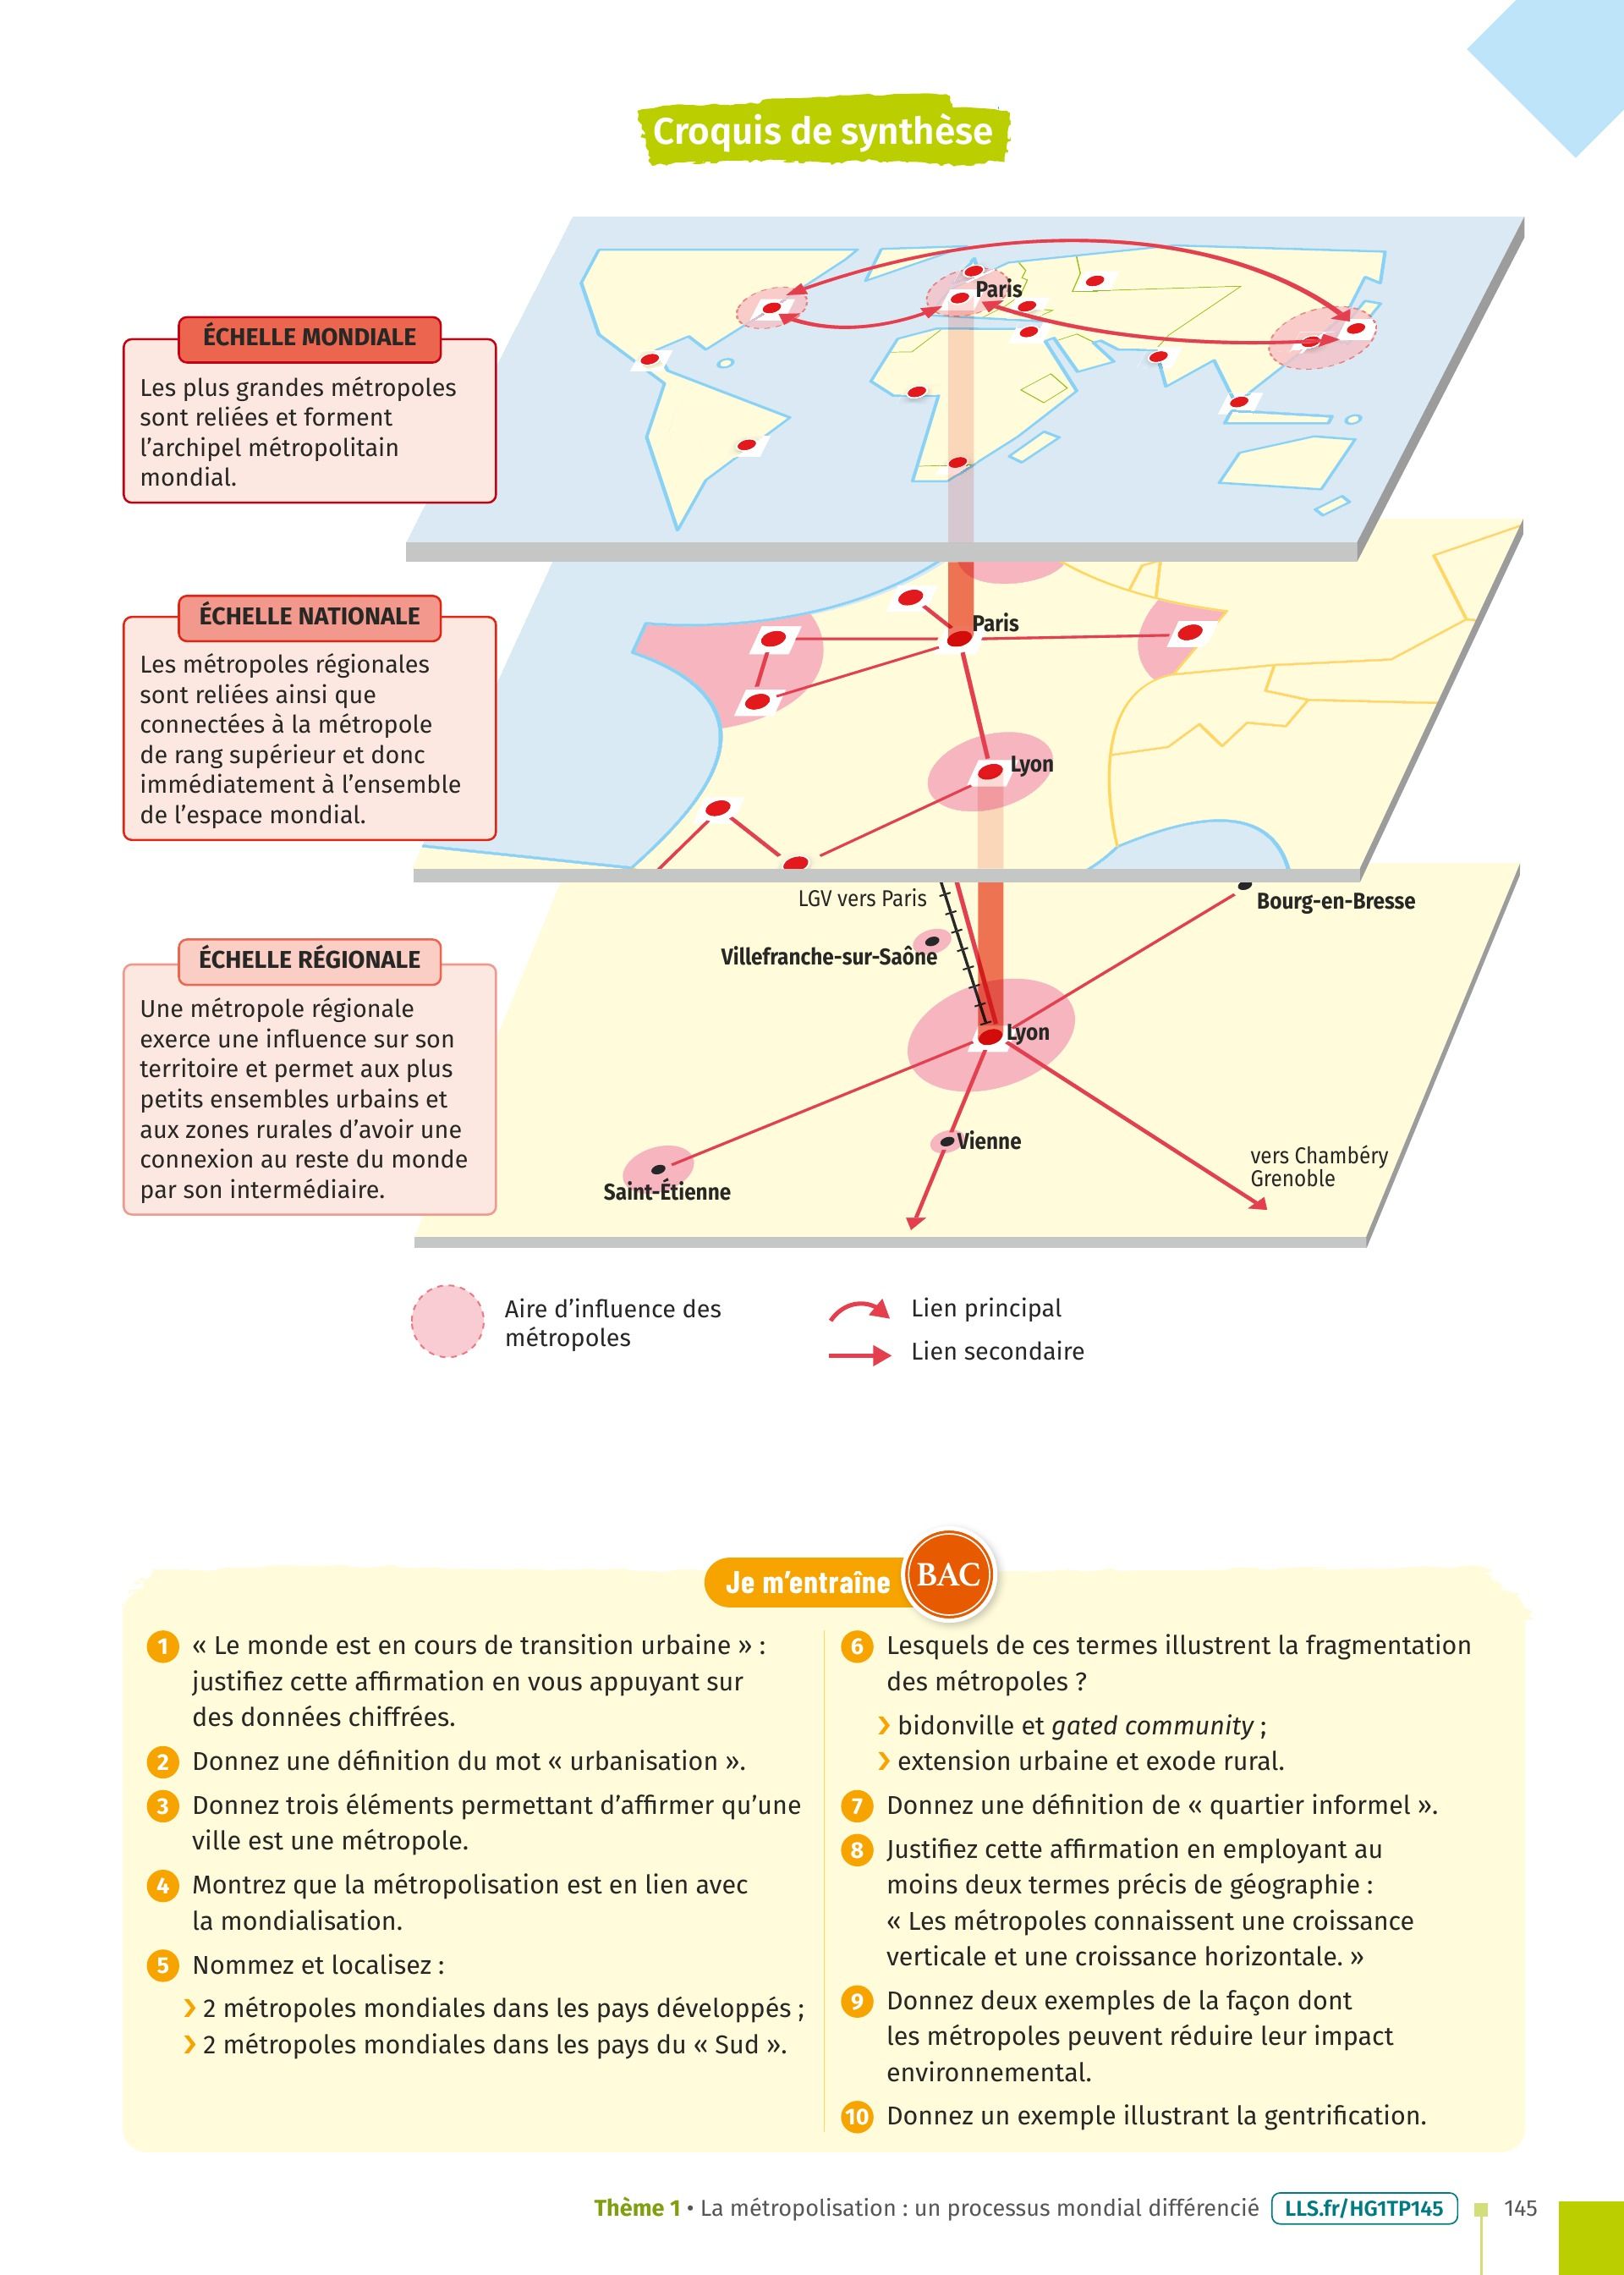 Croquis de synthèse
ÉCHELLE MONDIALE
Les plus grandes métropoles
sont reliées et forment
l’archipel métropolitain
mondial.
Paris
ÉCHELLE NATIONALE
Les métropoles régionales
sont reliées ainsi que
connectées à la métropole
de rang supérieur et donc
immédiatement à l’ensemble
de l’espace mondial.
Paris
Lyon
ÉCHELLE RÉGIONALE
Une métropole régionale
exerce une influence sur son
territoire et permet aux plus
petits ensembles urbains et
aux zones rurales d’avoir une
connexion au reste du monde
par son intermédiaire.
LGV vers Paris
Bourg-en-Bresse
Villefranche-sur-Saône
Lyon
Vienne
vers Chambéry
Grenoble
Saint-Étienne
Aire d’influence des
métropoles
Lien principal
Lien secondaire
Je m’entraîne BAC
1 « Le monde est en cours de transition urbaine » :
justifiez cette affirmation en vous appuyant sur
des données chiffrées.
2 Donnez une définition du mot « urbanisation ».
3 Donnez trois éléments permettant d’affirmer qu’une
ville est une métropole.
4 Montrez que la métropolisation est en lien avec
la mondialisation.
5 Nommez et localisez :
› 2 métropoles mondiales dans les pays développés ;
› 2 métropoles mondiales dans les pays du « Sud ».
6 Lesquels de ces termes illustrent la fragmentation
des métropoles ?
› bidonville et gated community ;
› extension urbaine et exode rural.
7 Donnez une définition de « quartier informel ».
8 Justifiez cette affirmation en employant au
moins deux termes précis de géographie :
« Les métropoles connaissent une croissance
verticale et une croissance horizontale. »
9 Donnez deux exemples de la façon dont
les métropoles peuvent réduire leur impact
environnemental.
10 Donnez un exemple illustrant la gentrification.
Thème 1 • La métropolisation : un processus mondial différencié LLS.fr/HG1TP145 145